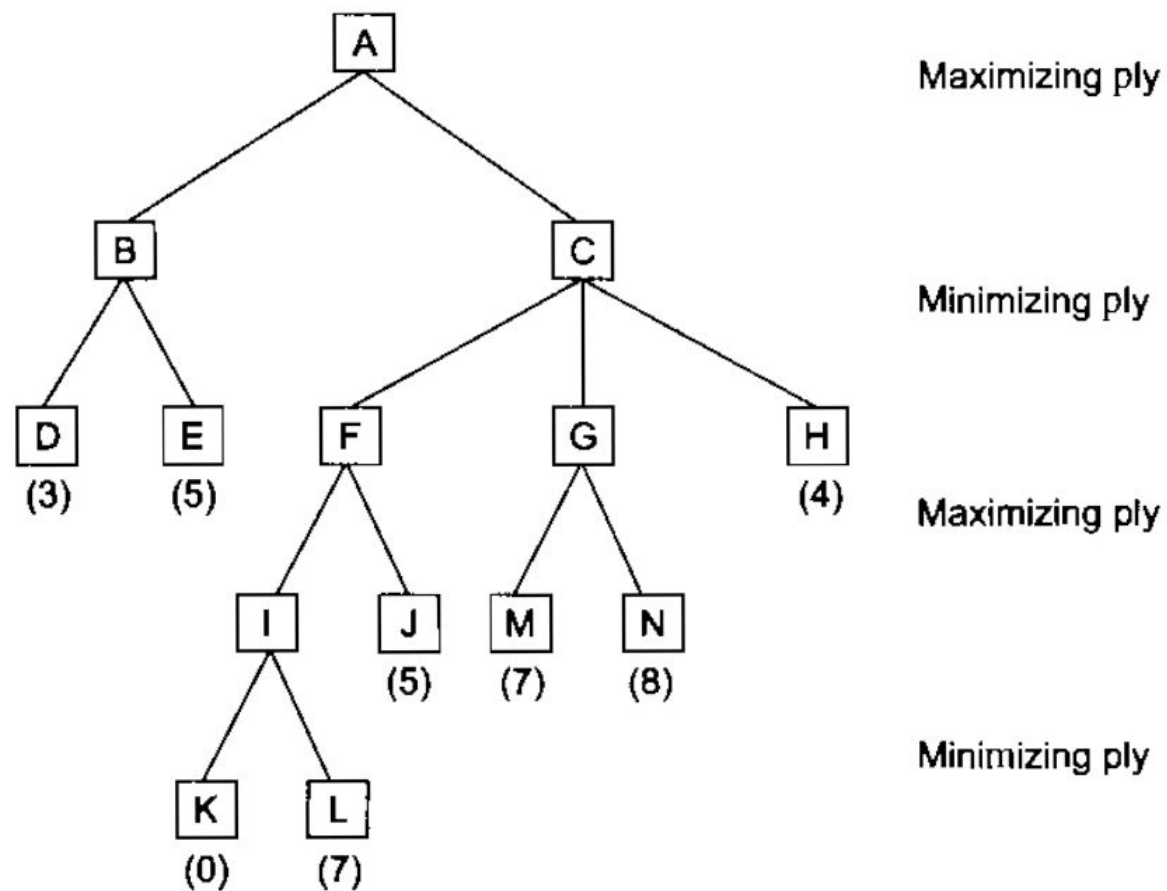 A
Maximizing ply
B
C
Minimizing ply
D
E
F
G
H
(3)
(5)
(4)
Maximizing ply
I
J
M
N
(5)
(7)
(8)
Minimizing ply
K
L
(0)
(7)